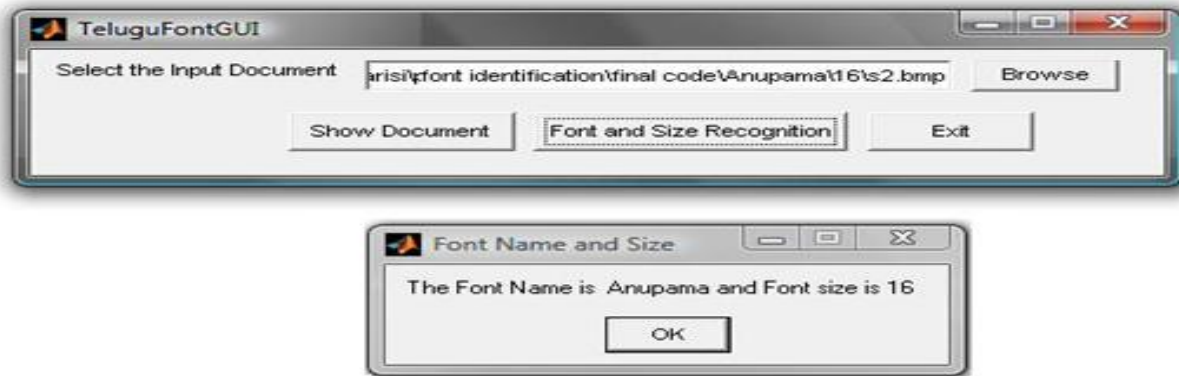 TeluguFontGUI
Select the Input Document arisi\font identification\final code\Anupama\16\s2.bmp Browse
Show Document Font and Size Recognition Exit
Font Name and Size
The Font Name is Anupama and Font size is 16
OK